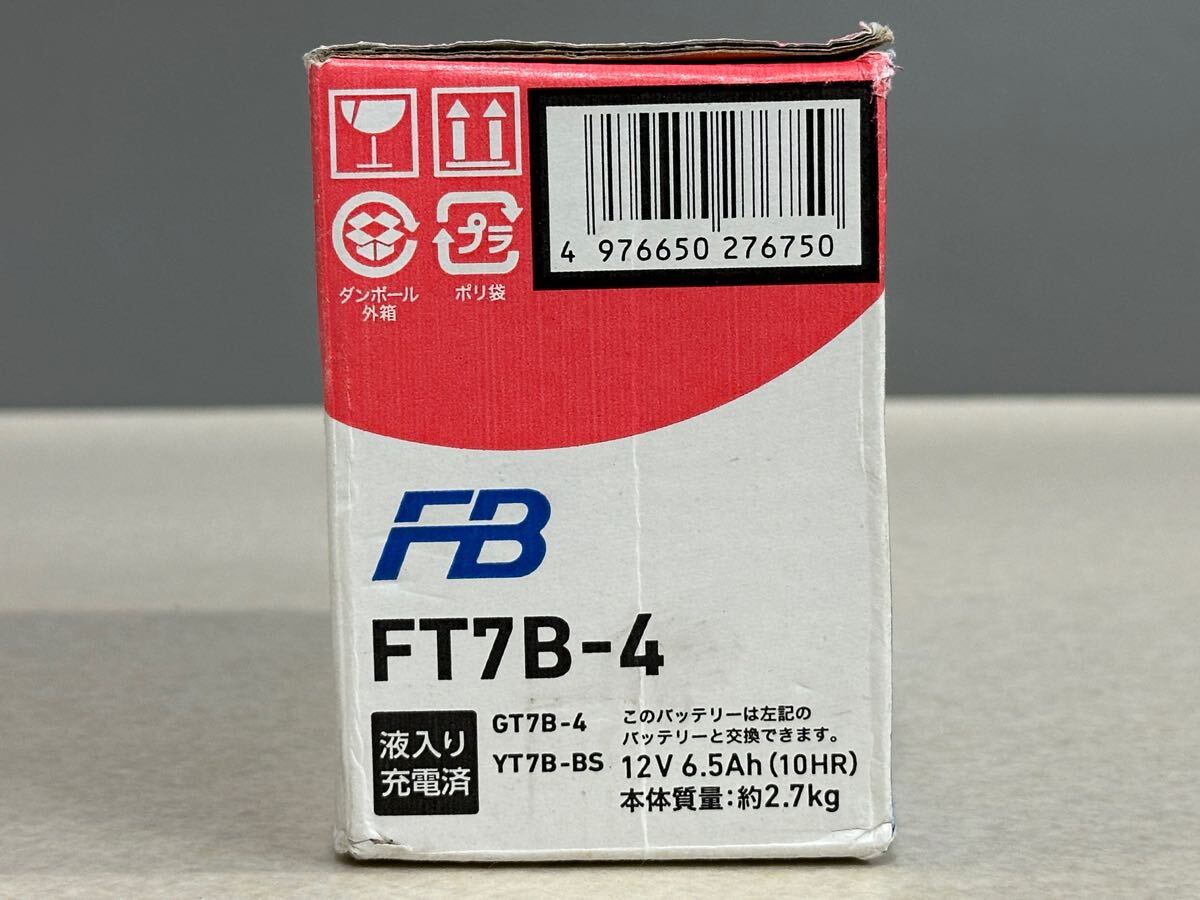 プラ
ダンボール
外箱
ポリ袋
4 976650 276750
FB
FT7B-4
液入り
充電済
GT7B-4
YT7B-BS
このバッテリーは左記の
バッテリーと交換できます。
12V 6.5Ah(10HR)
本体質量:約2.7kg